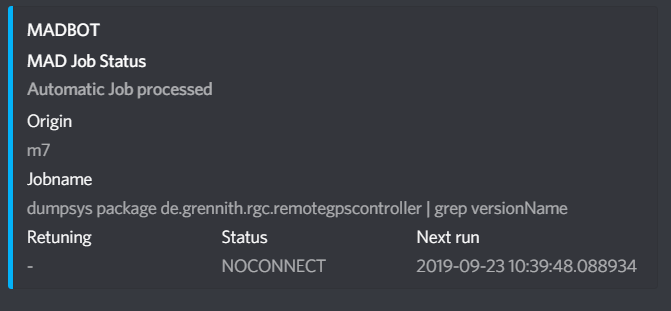 MADBOT
MAD Job Status
Automatic Job processed
Origin
m7
Jobname
dumpsys package de.grennith.rgc.remotegpscontroller | grep versionName
Retuning Status Next run
- NOCONNECT 2019-09-23 10:39:48.088934